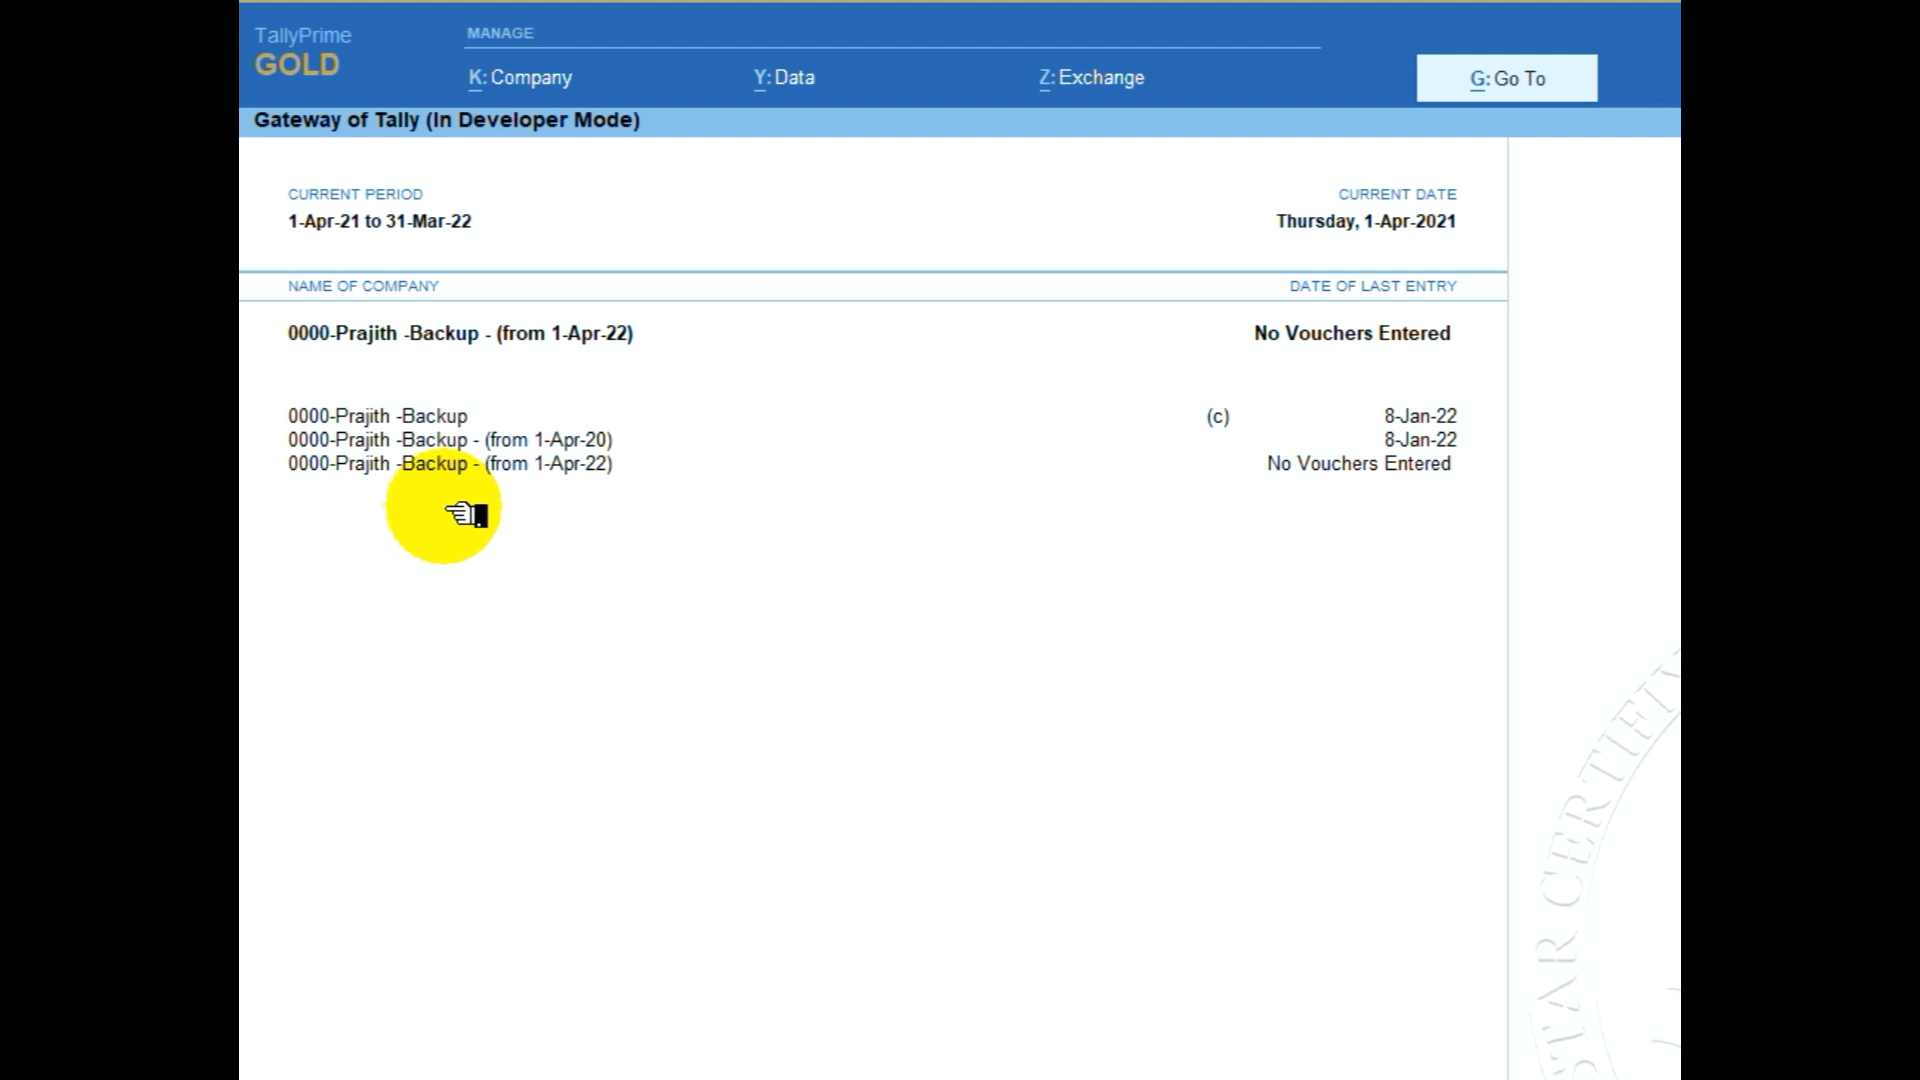 TallyPrime
GOLD
MANAGE
K: Company
Y: Data
Z: Exchange
G: Go To
Gateway of Tally (In Developer Mode)
CURRENT PERIOD
CURRENT DATE
1-Apr-21 to 31-Mar-22
Thursday, 1-Apr-2021
NAME OF COMPANY
DATE OF LAST ENTRY
0000-Prajith -Backup - (from 1-Apr-22)
No Vouchers Entered
0000-Prajith -Backup
(c)
8-Jan-22
0000-Prajith -Backup - (from 1-Apr-20)
8-Jan-22
0000-Prajith -Backup - (from 1-Apr-22)
No Vouchers Entered
STAR